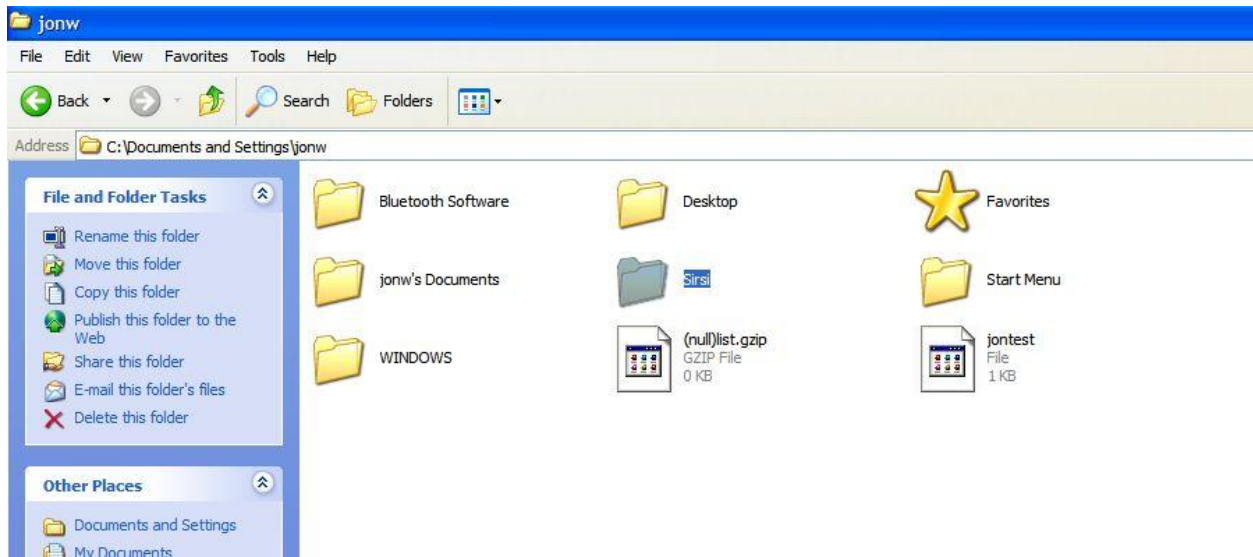 jonw
File Edit View Favorites Tools Help
Back Search Folders
Address C:\Documents and Settings\jonw
File and Folder Tasks
Rename this folder
Move this folder
Copy this folder
Publish this folder to the
Web
Share this folder
E-mail this folder's files
Delete this folder
Other Places
Documents and Settings
My Documents
Bluetooth Software
Desktop
Favorites
jonw's Documents
Sirsi
Start Menu
WINDOWS
(null)list.gzip
GZIP File
0 KB
jontest
File
1 KB